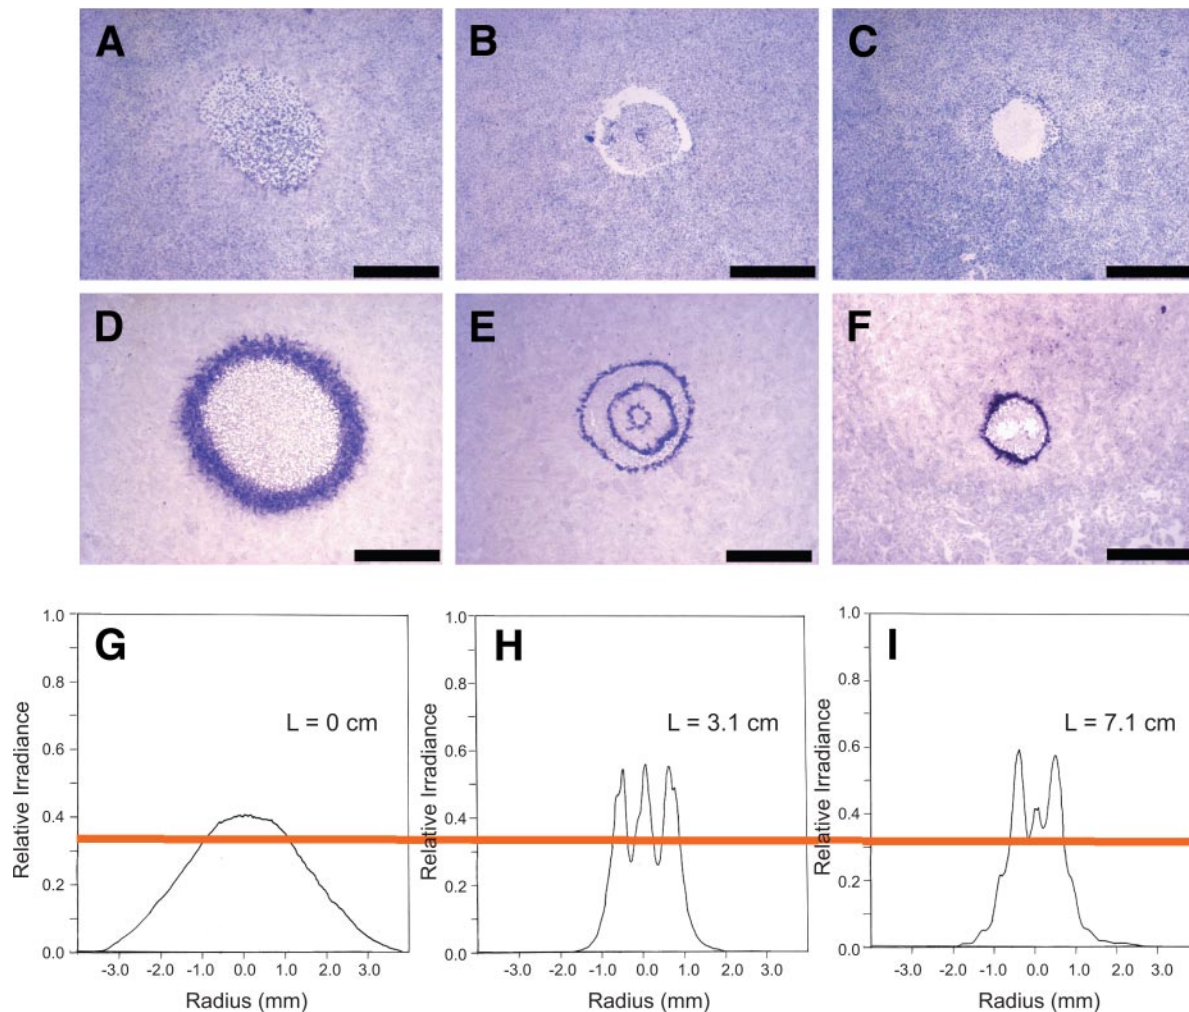 A
B
C
D
E
F
G
H
I
L = 0 cm
L = 3.1 cm
L = 7.1 cm
Relative Irradiance
1.0
0.8
0.6
0.4
0.2
0.0
-3.0 -2.0 -1.0 0.0 1.0 2.0 3.0
Radius (mm)
Relative Irradiance
1.0
0.8
0.6
0.4
0.2
0.0
-3.0 -2.0 -1.0 0.0 1.0 2.0 3.0
Radius (mm)
Relative Irradiance
1.0
0.8
0.6
0.4
0.2
0.0
-3.0 -2.0 -1.0 0.0 1.0 2.0 3.0
Radius (mm)